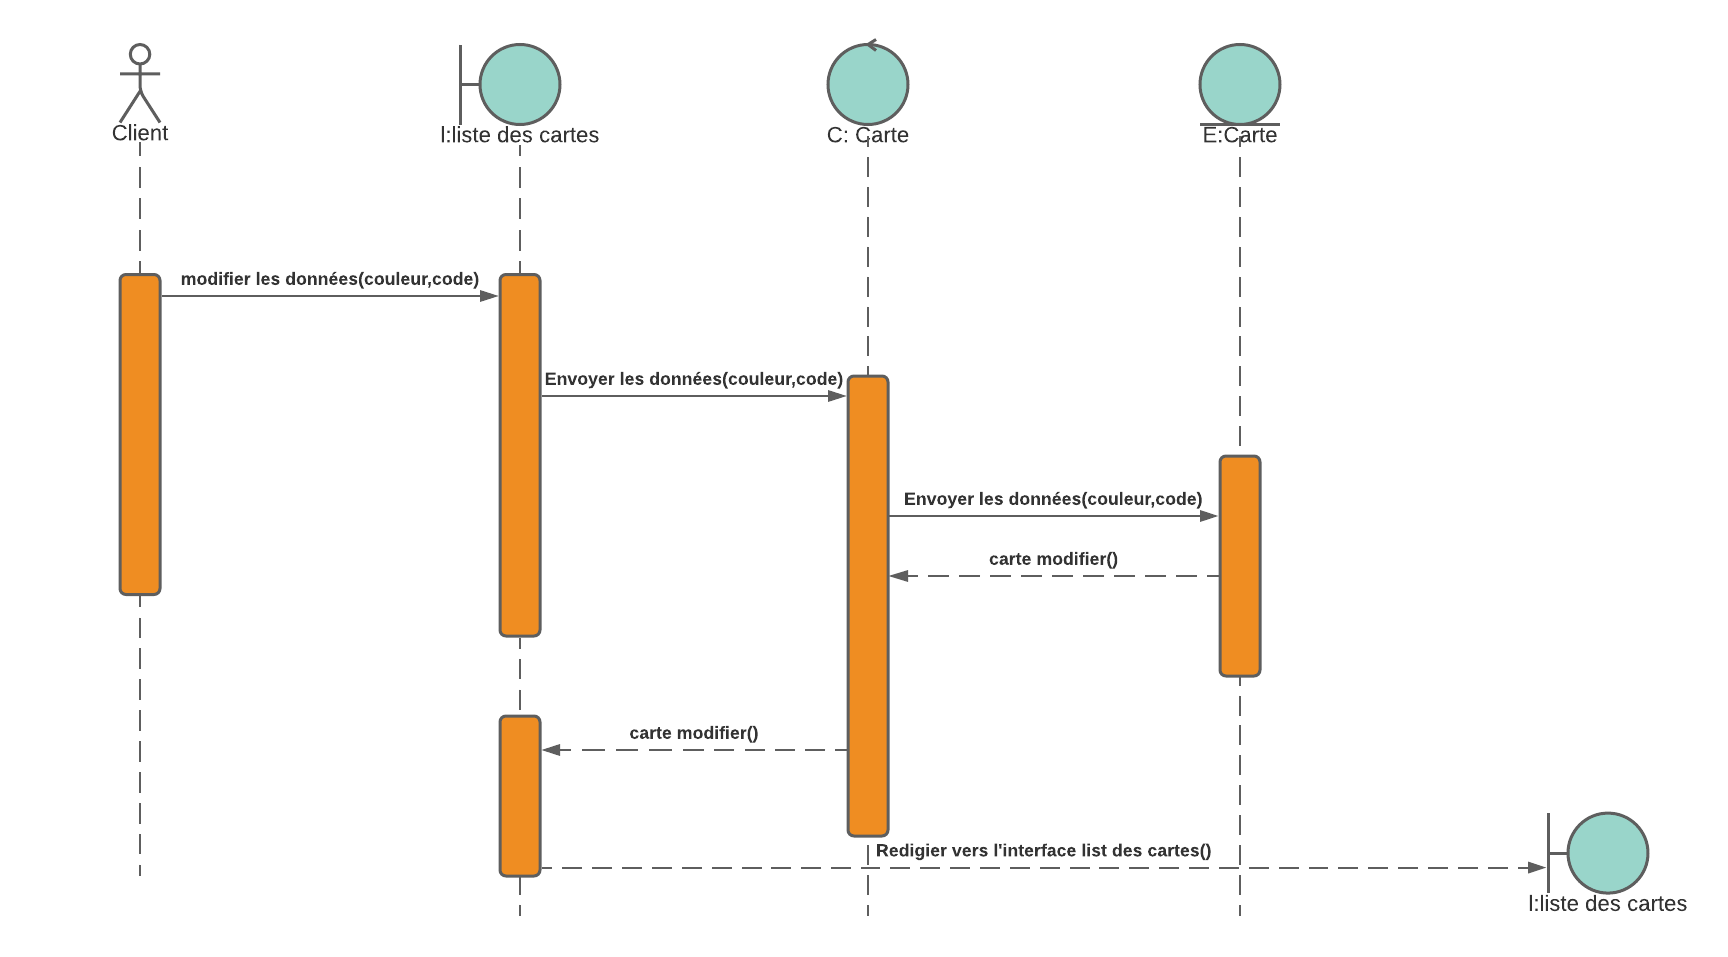 Client
l:liste des cartes
C: Carte
E:Carte
modifier les données(couleur,code)
Envoyer les données(couleur,code)
Envoyer les données(couleur,code)
carte modifier()
carte modifier()
Redigier vers l'interface list des cartes()
l:liste des cartes